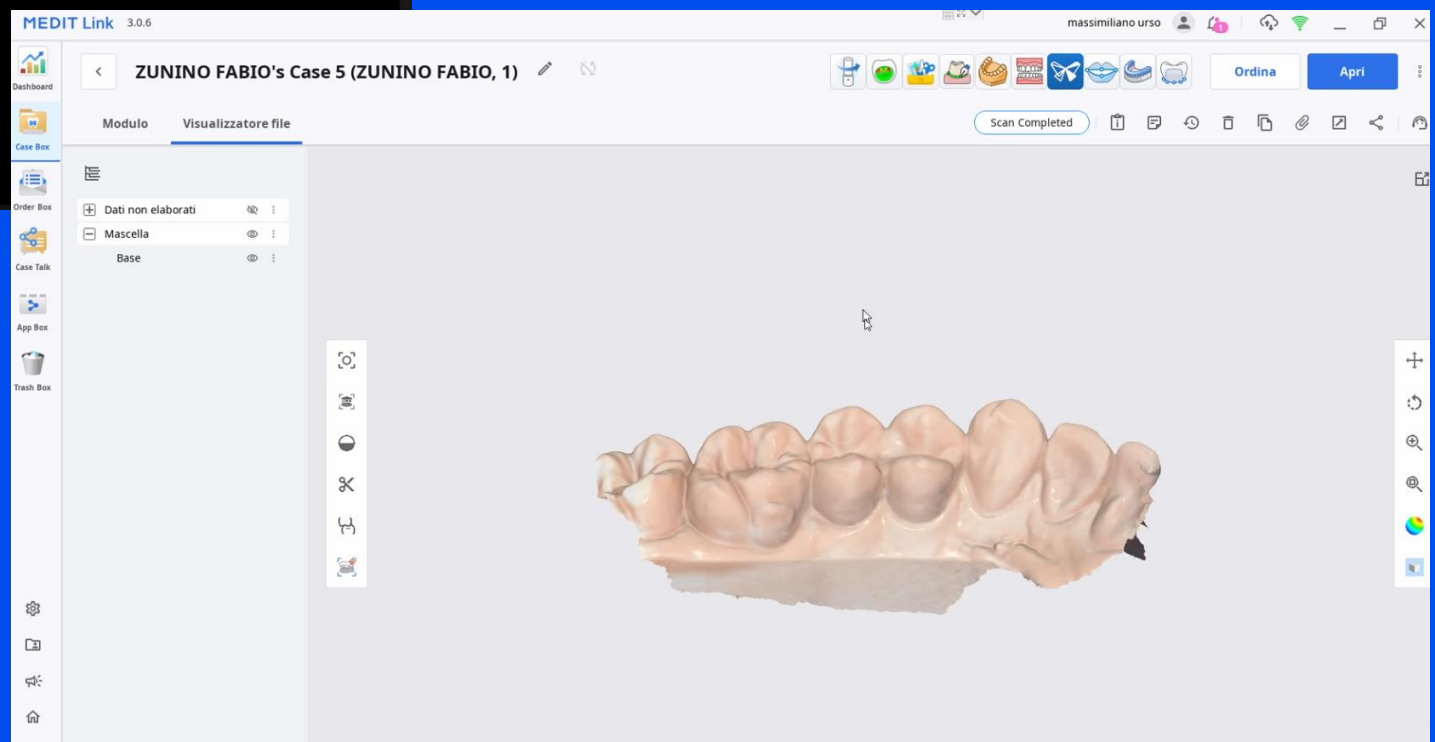 MEDIT Link 3.0.6
massimiliano urso
1
Dashboard
ZUNINO FABIO's Case 5 (ZUNINO FABIO, 1)
Ordina
Apri
Case Box
Modulo
Visualizzatore file
Scan Completed
Order Box
Dati non elaborati
Mascella
Base
Case Talk
App Box
Trash Box